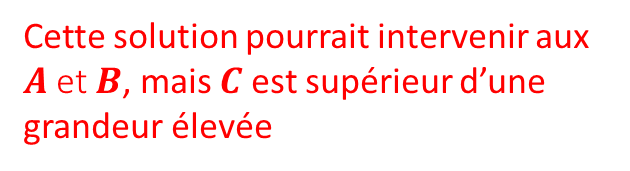 Cette solution pourrait intervenir aux
A et B, mais C est supérieur d’une
grandeur élevée